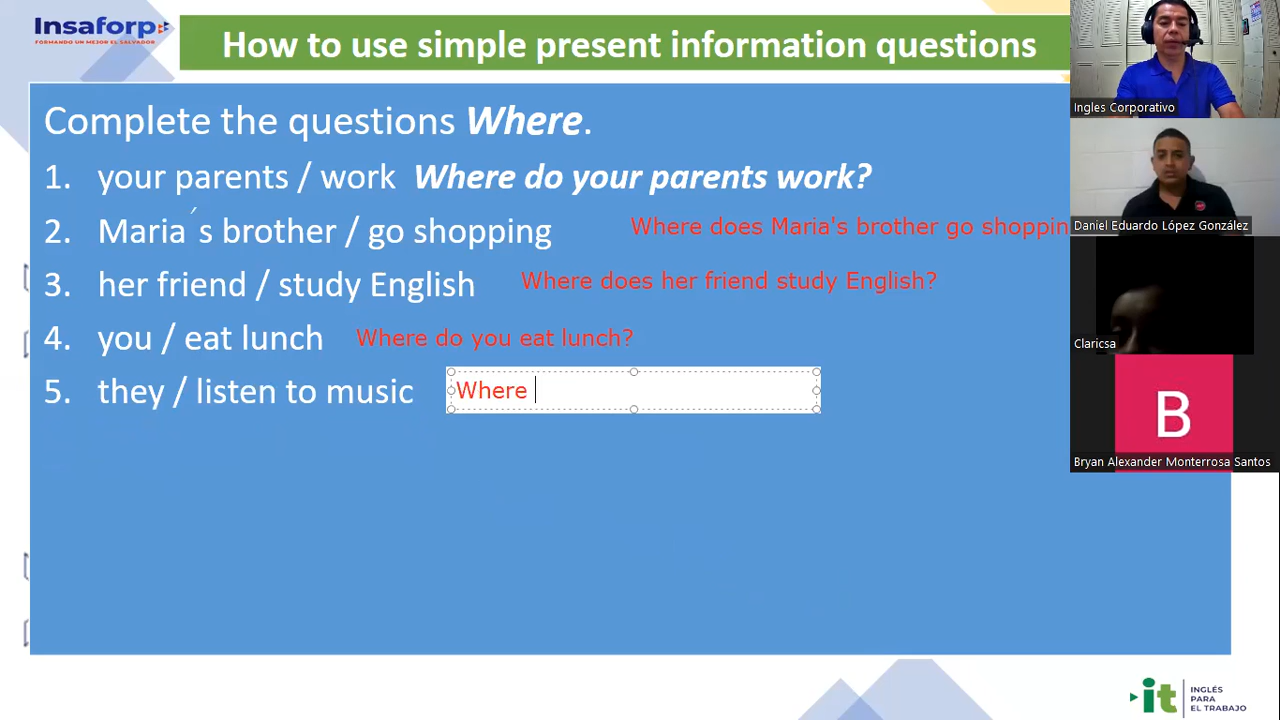 Insaforp
FORMANDO UN MEJOR EL SALVADOR
How to use simple present information questions
Complete the questions Where.
1. your parents / work Where do your parents work?
2. Maria´s brother / go shopping Where does Maria's brother go shoppin
3. her friend / study English Where does her friend study English?
4. you / eat lunch Where do you eat lunch?
5. they / listen to music Where
Ingles Corporativo
Daniel Eduardo López González
Claricsa
B
Bryan Alexander Monterrosa Santos
it
INGLÉS
PARA
EL TRABAJO